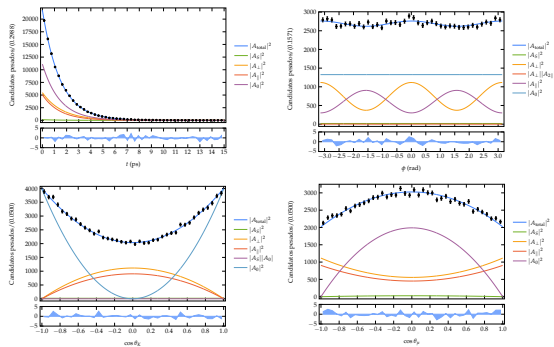 Candidatos pesados/(0.2988)
22500
20000
17500
15000
12500
10000
7500
5000
2500
0
5
0
−5
0 1 2 3 4 5 6 7 8 9 10 11 12 13 14 15
t (ps)
|A_total|^2
|A_S|^2
|A_⊥|^2
|A_∥|^2
|A_0|^2
Candidatos pesados/(0.1571)
3000
2500
2000
1500
1000
500
0
5
0
−5
−3.0 −2.5 −2.0 −1.5 −1.0 −0.5 0.0 0.5 1.0 1.5 2.0 2.5 3.0
ϕ (rad)
|A_total|^2
|A_S|^2
|A_⊥|^2
|A_∥|^2
|A_0|^2
Candidatos pesados/(0.0500)
4000
3500
3000
2500
2000
1500
1000
500
0
5
0
−5
−1.0 −0.8 −0.6 −0.4 −0.2 0.0 0.2 0.4 0.6 0.8 1.0
cos θ_K
|A_total|^2
|A_S|^2
|A_⊥|^2
|A_∥|^2
|A_S||A_0|^2
|A_0|^2
Candidatos pesados/(0.0500)
3000
2500
2000
1500
1000
500
0
5
0
−5
−1.0 −0.8 −0.6 −0.4 −0.2 0.0 0.2 0.4 0.6 0.8 1.0
cos θ_μ
|A_total|^2
|A_S|^2
|A_⊥|^2
|A_∥|^2
|A_0|^2